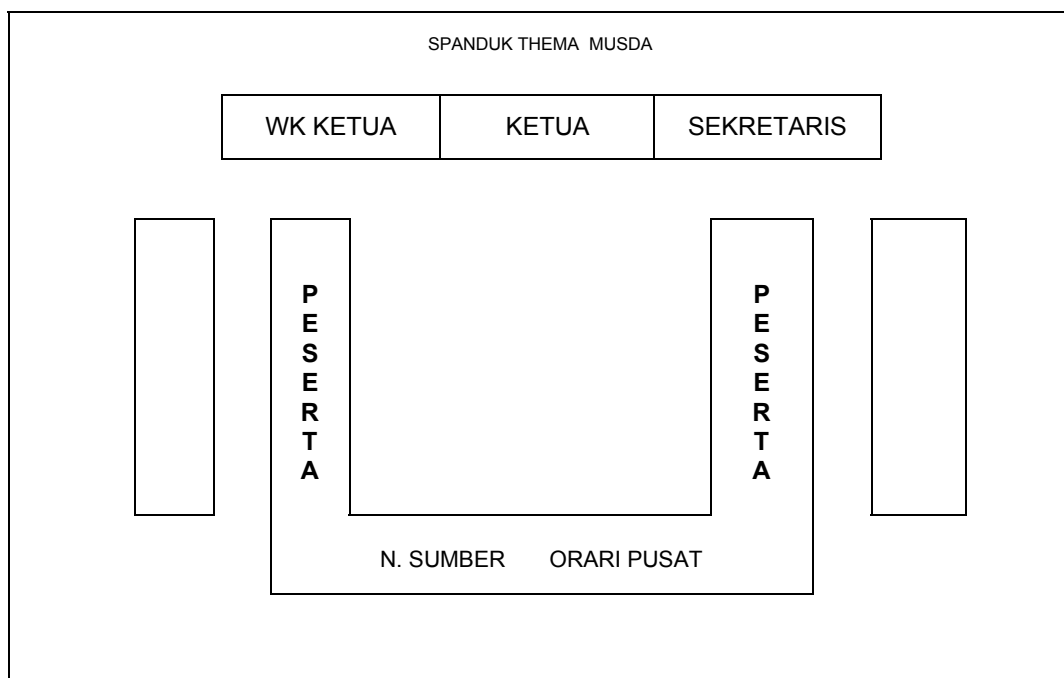 SPANDUK THEMA MUSDA
WK KETUA
KETUA
SEKRETARIS
PESERTA
PESERTA
N. SUMBER ORARI PUSAT